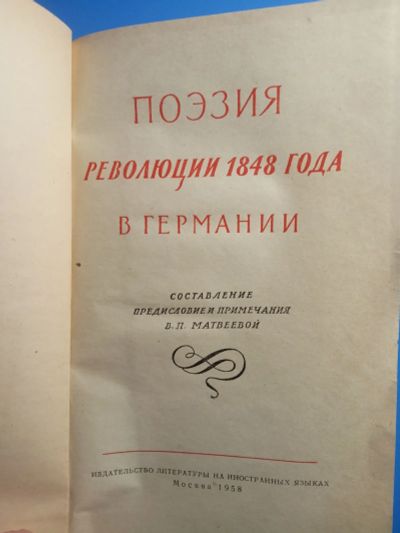 ПОЭЗИЯ
РЕВОЛЮЦИИ 1848 ГОДА
В ГЕРМАНИИ
СОСТАВЛЕНИЕ
ПРЕДИСЛОВИЕ И ПРИМЕЧАНИЯ
В. П. МАТВЕЕВОЙ
ИЗДАТЕЛЬСТВО ЛИТЕРАТУРЫ НА ИНОСТРАННЫХ ЯЗЫКАХ
Москва 1958